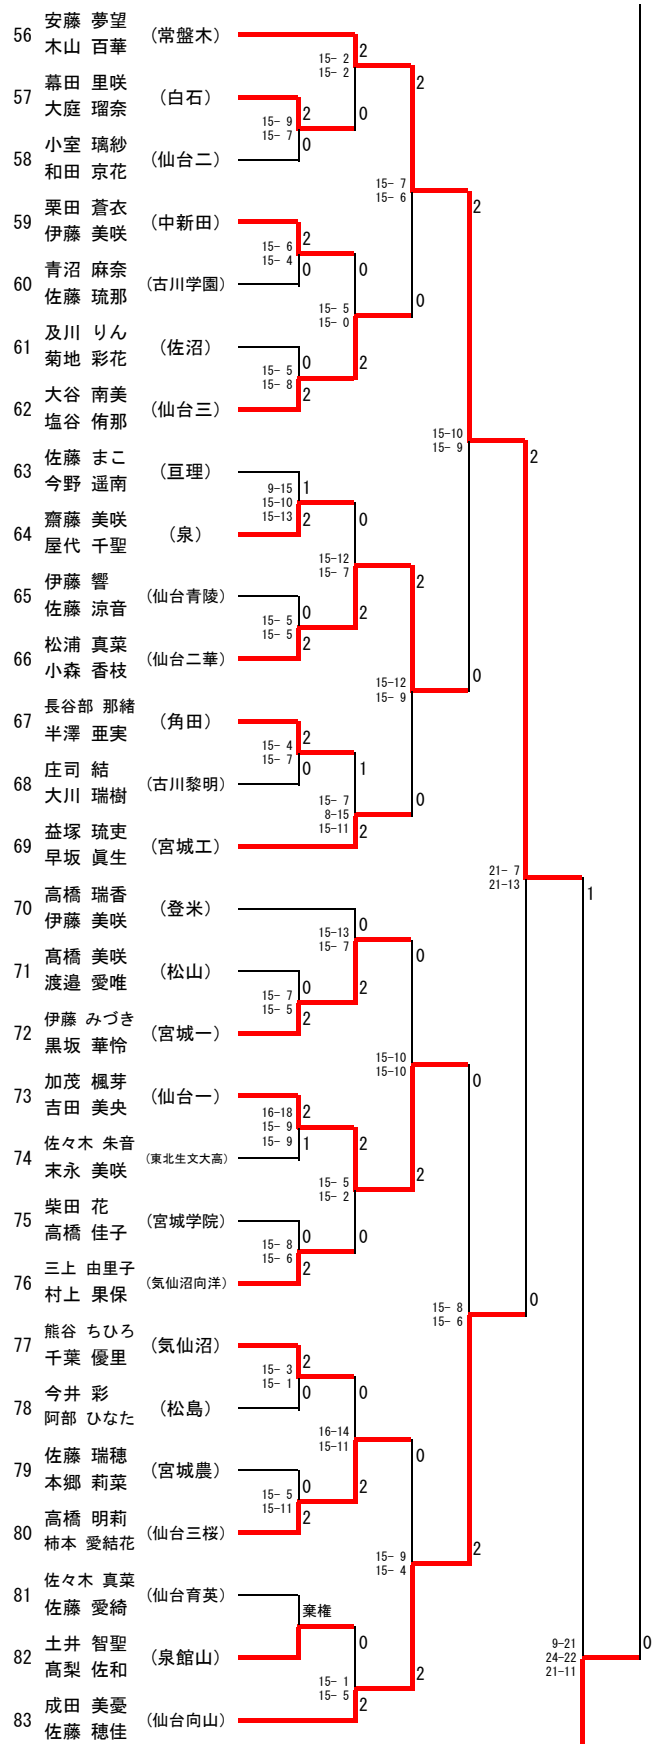 安藤 夢望
56 (常盤木)
木山 百華
幕田 里咲
57 (白石)
大庭 瑠奈
小室 璃紗
58 (仙台二)
和田 京花
栗田 蒼衣
59 (中新田)
伊藤 美咲
青沼 麻奈
60 (古川学園)
佐藤 琉那
及川 りん
61 (佐沼)
菊地 彩花
大谷 南美
62 (仙台三)
塩谷 侑那
佐藤 まこ
63 (亘理)
今野 遥南
齋藤 美咲
64 (泉)
屋代 千聖
伊藤 響
65 (仙台青陵)
佐藤 涼音
松浦 真菜
66 (仙台二華)
小森 香枝
長谷部 那緒
67 (角田)
半澤 亜実
庄司 結
68 (古川黎明)
大川 瑞樹
益塚 琉吏
69 (宮城工)
早坂 眞生
高橋 瑞香
70 (登米)
伊藤 美咲
髙橋 美咲
71 (松山)
渡邉 愛唯
伊藤 みづき
72 (宮城一)
黒坂 華怜
加茂 楓芽
73 (仙台一)
吉田 美央
佐々木 朱音
74 (東北生文大高)
末永 美咲
柴田 花
75 (宮城学院)
高橋 佳子
三上 由里子
76 (気仙沼向洋)
村上 果保
熊谷 ちひろ
77 (気仙沼)
千葉 優里
今井 彩
78 (松島)
阿部 ひなた
佐藤 瑞穂
79 (宮城農)
本郷 莉菜
高橋 明莉
80 (仙台三桜)
柿本 愛結花
佐々木 真菜
81 (仙台育英)
佐藤 愛綺
土井 智聖
82 (泉館山)
髙梨 佐和
成田 美憂
83 (仙台向山)
佐藤 穂佳
15- 9
15- 7
2
0
15- 6
15- 4
2
0
15- 5
15- 8
0
2
9-15
15-10
15-13
1
2
15- 5
15- 5
0
2
15- 4
15- 7
2
0
15- 7
15- 5
0
2
16-18
15- 9
15- 9
2
1
15- 8
15- 6
0
2
15- 3
15- 1
2
0
15- 5
15-11
0
2
棄権
15- 2
15- 2
2
0
15- 5
15- 0
0
2
15-12
15- 7
0
2
15- 7
8-15
15-11
1
2
15-13
15- 7
0
2
15- 5
15- 2
2
0
16-14
15-11
0
2
15- 1
15- 5
0
2
15- 7
15- 6
2
0
15-12
15- 9
2
0
15-10
15-10
0
2
15- 9
15- 4
0
2
15-10
15- 9
2
0
15- 8
15- 6
0
2
21- 7
21-13
2
0
9-21
24-22
21-11
1
0